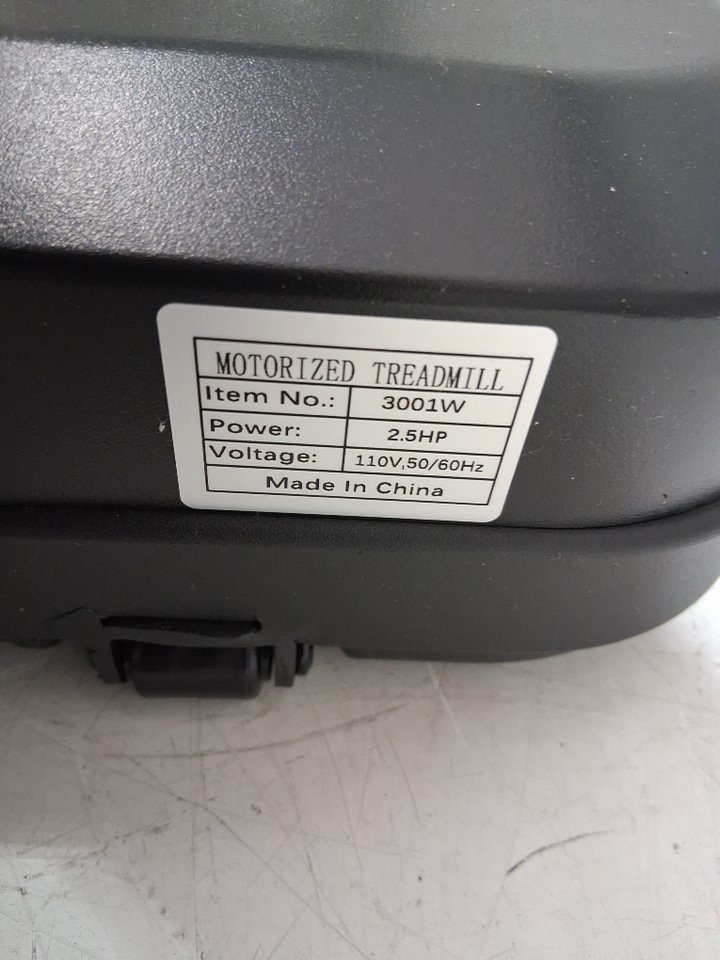 MOTORIZED TREADMILL
Item No.: 3001W
Power: 2.5HP
Voltage: 110V,50/60Hz
Made In China